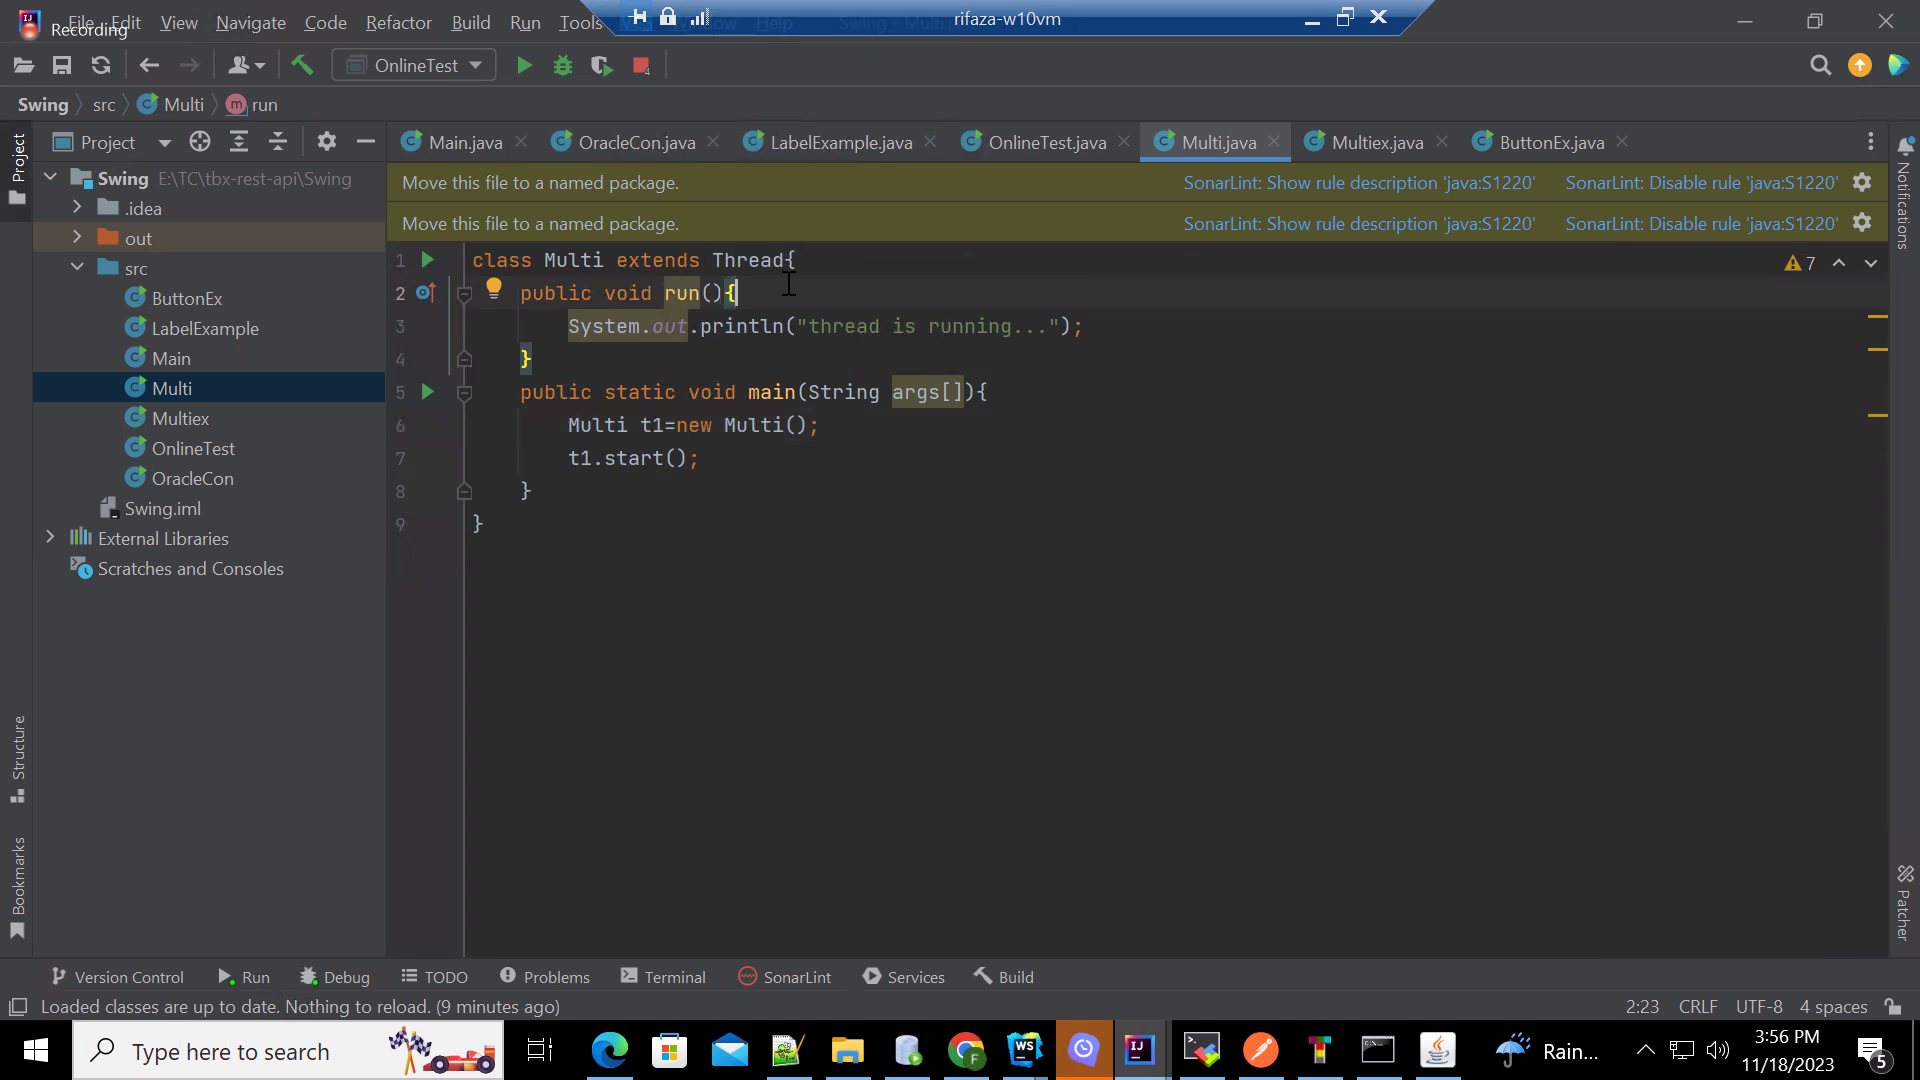 Recording
File Edit View Navigate Code Refactor Build Run Tools
rifaza-w10vm
OnlineTest
Swing src Multi m run
Project
Main.java OracleCon.java LabelExample.java OnlineTest.java Multi.java Multiex.java ButtonEx.java
Move this file to a named package. SonarLint: Show rule description 'java:S1220' SonarLint: Disable rule 'java:S1220'
Move this file to a named package. SonarLint: Show rule description 'java:S1220' SonarLint: Disable rule 'java:S1220'
Swing E:\TC\tbx-rest-api\Swing
.idea
out
src
ButtonEx
LabelExample
Main
Multi
Multiex
OnlineTest
OracleCon
Swing.iml
External Libraries
Scratches and Consoles
1 class Multi extends Thread{
2 public void run(){
3 System.out.println("thread is running...");
4 }
5 public static void main(String args[]){
6 Multi t1=new Multi();
7 t1.start();
8 }
9 }
7
Project
Structure
Bookmarks
Notifications
Patcher
Version Control Run Debug TODO Problems Terminal SonarLint Services Build
Loaded classes are up to date. Nothing to reload. (9 minutes ago) 2:23 CRLF UTF-8 4 spaces
Type here to search
Rain...
3:56 PM
11/18/2023
5